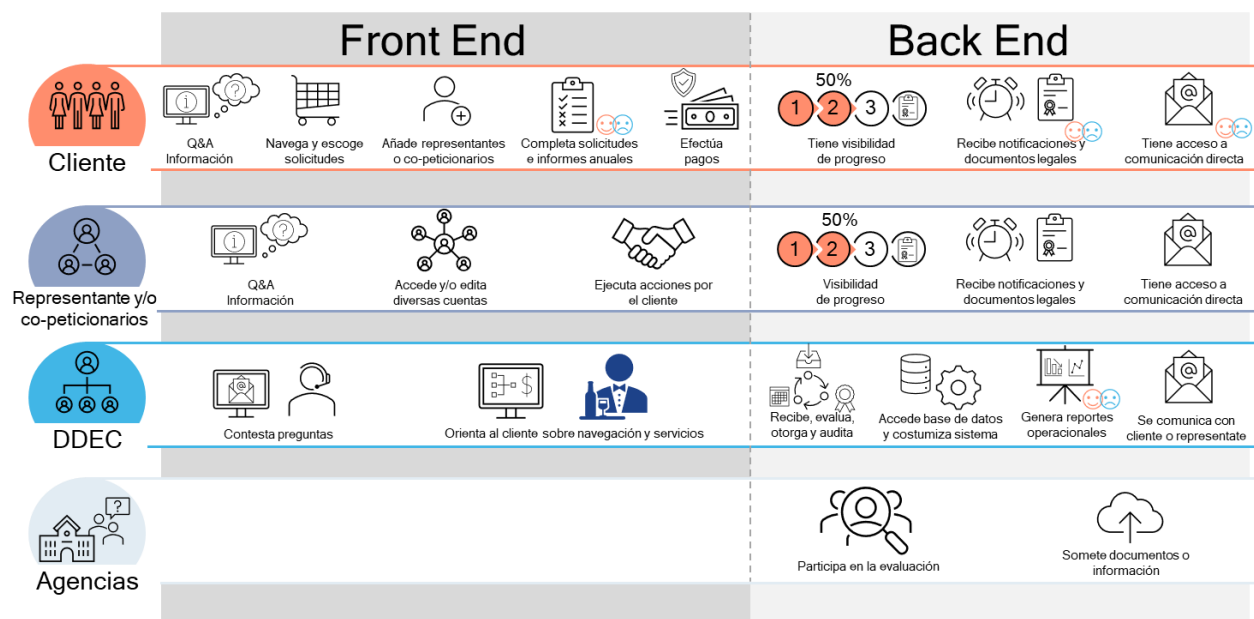 Front End
Back End
Cliente
Q&A
Información
Navega y escoge
solicitudes
Añade representantes
o co-peticionarios
Completa solicitudes
e informes anuales
Efectúa
pagos
50%
1 2 3
Tiene visibilidad
de progreso
Recibe notificaciones y
documentos legales
@
Tiene acceso a
comunicación directa
Representante y/o
co-peticionarios
Q&A
Información
Accede y/o edita
diversas cuentas
Ejecuta acciones por
el cliente
50%
1 2 3
Visibilidad
de progreso
Recibe notificaciones y
documentos legales
@
Tiene acceso a
comunicación directa
DDEC
@
Contesta preguntas
$
Orienta al cliente sobre navegación y servicios
Recibe, evalua,
otorga y audita
Accede base de datos
y costumiza sistema
Genera reportes
operacionales
@
Se comunica con
cliente o representate
Agencias
?
Participa en la evaluación
Somete documentos o
información